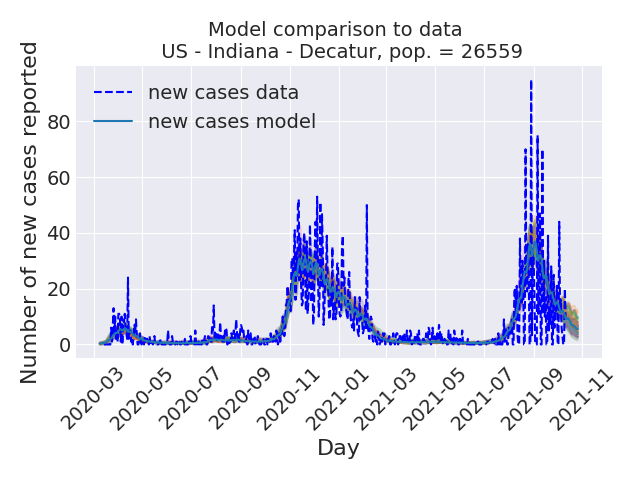 Model comparison to data
US - Indiana - Decatur, pop. = 26559
new cases data
new cases model
Number of new cases reported
80
60
40
20
0
2020-03
2020-05
2020-07
2020-09
2020-11
2021-01
2021-03
2021-05
2021-07
2021-09
2021-11
Day